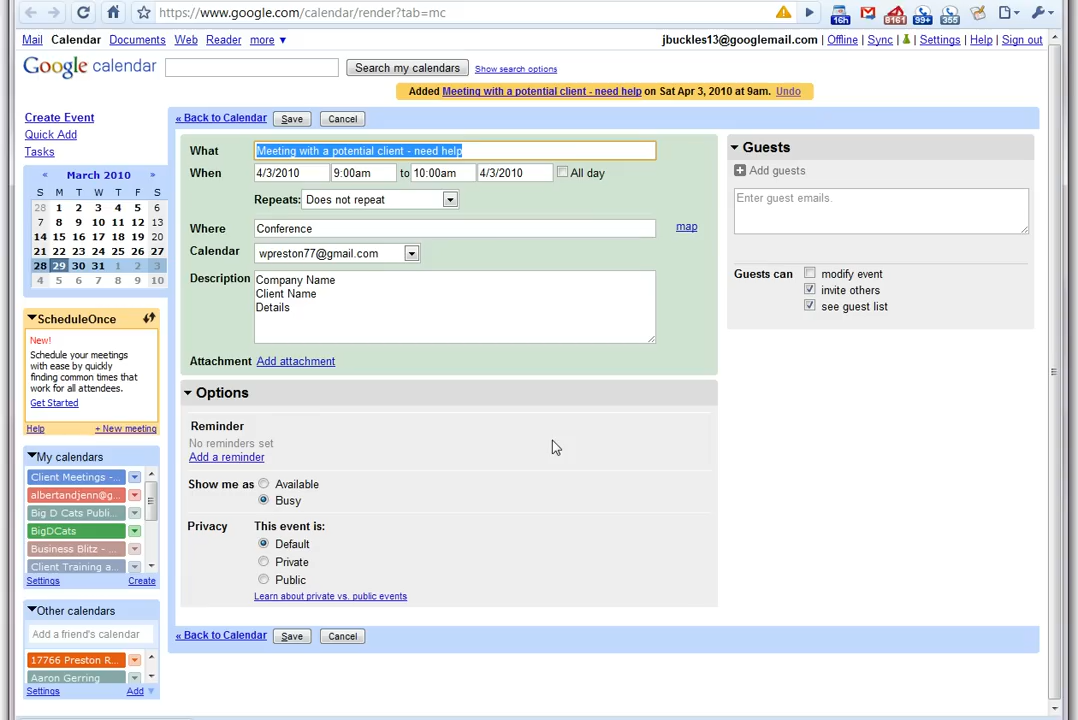 https://www.google.com/calendar/render?tab=mc
16h 8161 99+ 355
Mail Calendar Documents Web Reader more ▼
jbuckles13@googlemail.com | Offline | Sync | Settings | Help | Sign out
Google calendar
Search my calendars
Show search options
Added Meeting with a potential client - need help on Sat Apr 3, 2010 at 9am. Undo
Create Event
Quick Add
Tasks
« March 2010 »
S M T W T F S
28 1 2 3 4 5 6
7 8 9 10 11 12 13
14 15 16 17 18 19 20
21 22 23 24 25 26 27
28 29 30 31 1 2 3
4 5 6 7 8 9 10
ScheduleOnce
New!
Schedule your meetings
with ease by quickly
finding common times that
work for all attendees.
Get Started
Help + New meeting
My calendars
Client Meetings -...
albertandjenn@g...
Big D Cats Publi...
BigDCats
Business Blitz - ...
Client Training a...
Settings Create
Other calendars
Add a friend's calendar
17766 Preston R...
Aaron Gerring
Settings Add ▼
« Back to Calendar Save Cancel
What Meeting with a potential client - need help
When 4/3/2010 9:00am to 10:00am 4/3/2010 All day
Repeats: Does not repeat
Where Conference map
Calendar wpreston77@gmail.com
Description Company Name
Client Name
Details
Attachment Add attachment
Options
Reminder
No reminders set
Add a reminder
Show me as Available
Busy
Privacy This event is:
Default
Private
Public
Learn about private vs. public events
« Back to Calendar Save Cancel
Guests
+ Add guests
Enter guest emails.
Guests can modify event
invite others
see guest list